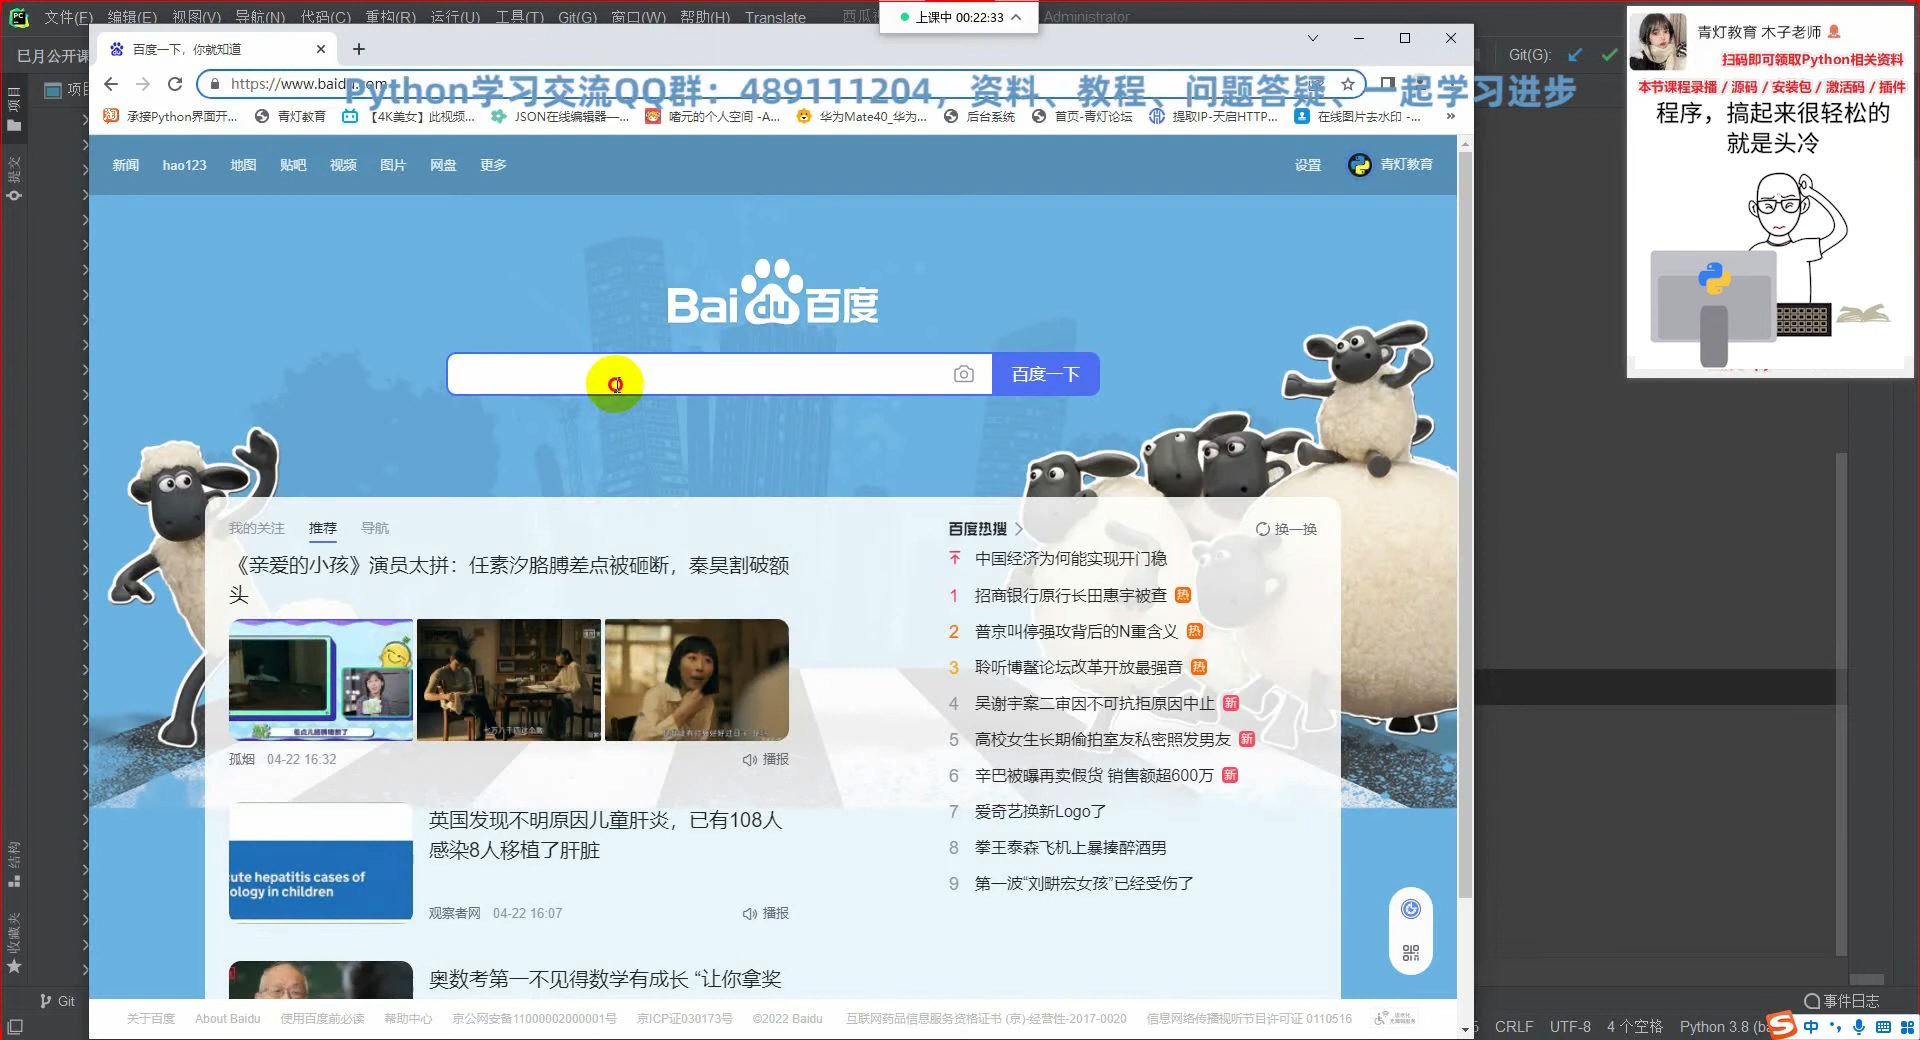 文件(F) 编辑(E) 视图(V) 导航(N) 代码(C) 重构(R) 运行(U) 工具(T) Git(G) 窗口(W) 帮助(H) Translate
上课中 00:22:33
Administrator
巳月公开课
Git(G):
百度一下，你就知道
https://www.baidu.com
Python学习交流QQ群：489111204，资料、教程、问题答疑、一起学习进步
承接Python界面开... 青灯教育 【4K美女】此视频... JSON在线编辑器—... 啫元的个人空间 -A... 华为Mate40_华为... 后台系统 首页-青灯论坛 提取IP-天启HTTP... 在线图片去水印 -...
新闻 hao123 地图 贴吧 视频 图片 网盘 更多
设置 青灯教育
Bai du 百度
百度一下
我的关注 推荐 导航
《亲爱的小孩》演员太拼：任素汐胳膊差点被砸断，秦昊割破额
头
孤烟 04-22 16:32 播报
cute hepatitis cases of
ology in children
英国发现不明原因儿童肝炎，已有108人
感染8人移植了肝脏
观察者网 04-22 16:07 播报
奥数考第一不见得数学有成长 “让你拿奖
百度热搜 换一换
中国经济为何能实现开门稳
1 招商银行原行长田惠宇被查 热
2 普京叫停强攻背后的N重含义 热
3 聆听博鳌论坛改革开放最强音 热
4 吴谢宇案二审因不可抗拒原因中止 新
5 高校女生长期偷拍室友私密照发男友 新
6 辛巴被曝再卖假货 销售额超600万 新
7 爱奇艺换新Logo了
8 拳王泰森飞机上暴揍醉酒男
9 第一波“刘畊宏女孩”已经受伤了
关于百度 About Baidu 使用百度前必读 帮助中心 京公网安备11000002000001号 京ICP证030173号 ©2022 Baidu 互联网药品信息服务资格证书 (京)-经营性-2017-0020 信息网络传播视听节目许可证 0110516
青灯教育 木子老师
扫码即可领取Python相关资料
本节课程录播 / 源码 / 安装包 / 激活码 / 插件
程序，搞起来很轻松的
就是头冷
项目
提交
结构
收藏夹
Git
事件日志
CRLF UTF-8 4 个空格 Python 3.8
中